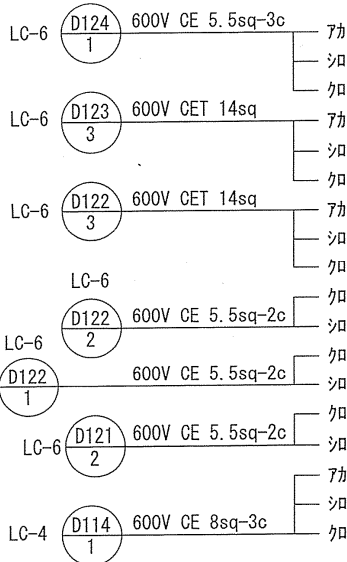 LC-6 D124 1 600V CE 5.5sq-3c ｱｶ
ｼﾛ
ｸﾛ
LC-6 D123 3 600V CET 14sq ｱｶ
ｼﾛ
ｸﾛ
LC-6 D122 3 600V CET 14sq ｱｶ
ｼﾛ
ｸﾛ
LC-6 D122 2 600V CE 5.5sq-2c ｸﾛ
ｼﾛ
LC-6 D122 1 600V CE 5.5sq-2c ｸﾛ
ｼﾛ
LC-6 D121 2 600V CE 5.5sq-2c ｸﾛ
ｼﾛ
LC-4 D114 1 600V CE 8sq-3c ｱｶ
ｼﾛ
ｸﾛ